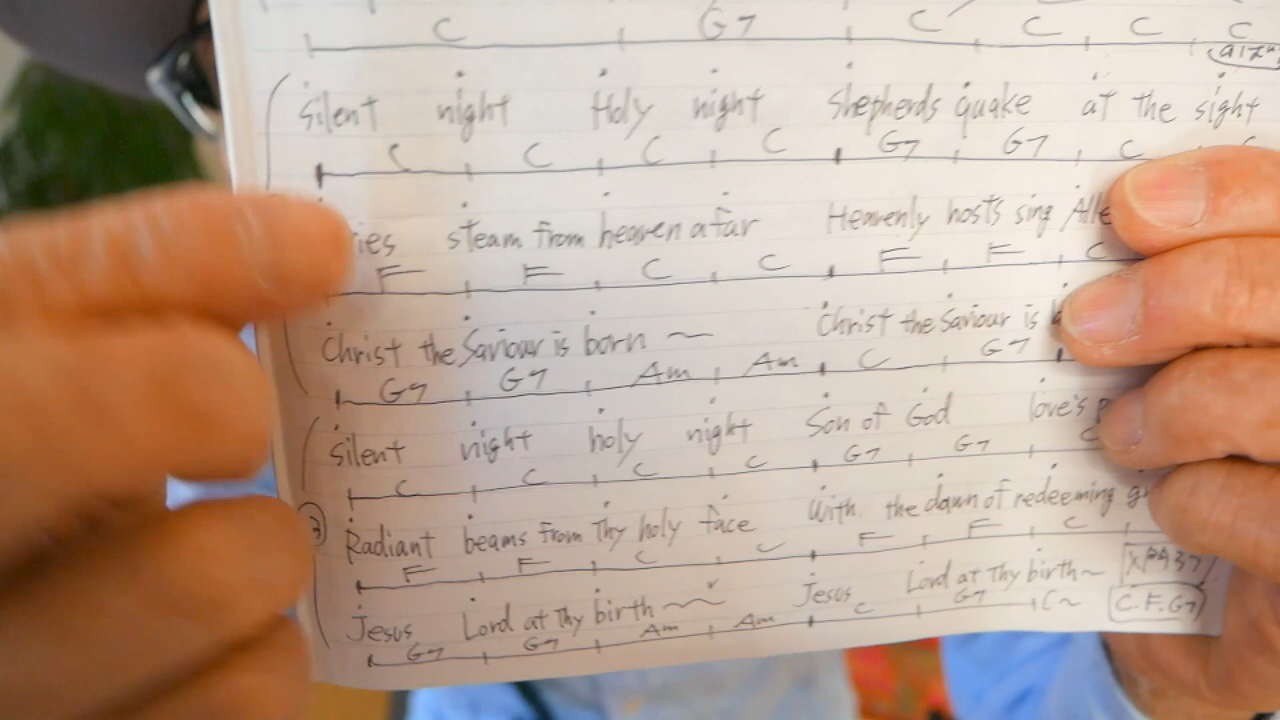 C G7 C C C C
Silent night Holy night shepherds quake at the sight
C C C C G7 G7 C
ies steam from heaven afar Heavenly hosts sing Alle
F F C C F F C
Christ the Saviour is born ~ Christ the Saviour is
G7 G7 Am Am C G7
Silent night holy night Son of God love's
C C C C G7 G7 C
③ Radiant beams from Thy holy face With the dawn of redeeming
F F C C F F C
Jesus Lord at Thy birth ~ Jesus Lord at Thy birth~
G7 G7 Am Am C G7 C~ (C.F.G7)